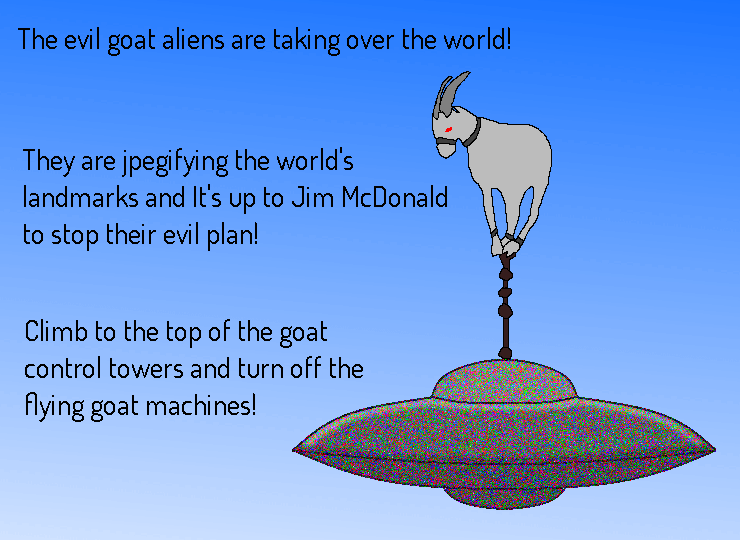 The evil goat aliens are taking over the world!
They are jpegifying the world's
landmarks and It's up to Jim McDonald
to stop their evil plan!
Climb to the top of the goat
control towers and turn off the
flying goat machines!